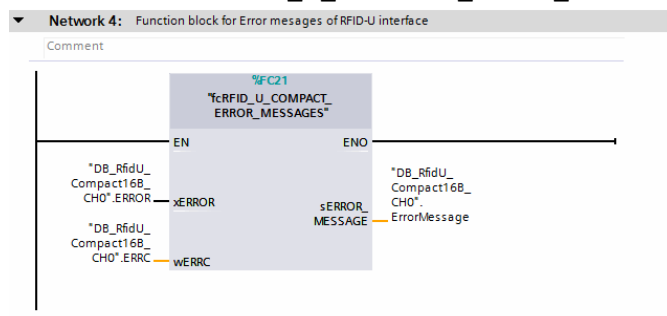 Network 4: Function block for Error mesages of RFID-U interface
Comment
%FC21
"fcRFID_U_COMPACT_
ERROR_MESSAGES"
EN
ENO
"DB_RfidU_
Compact16B_
CH0".ERROR
xERROR
"DB_RfidU_
Compact16B_
CH0".ERRC
wERRC
sERROR_
MESSAGE
"DB_RfidU_
Compact16B_
CH0".
ErrorMessage